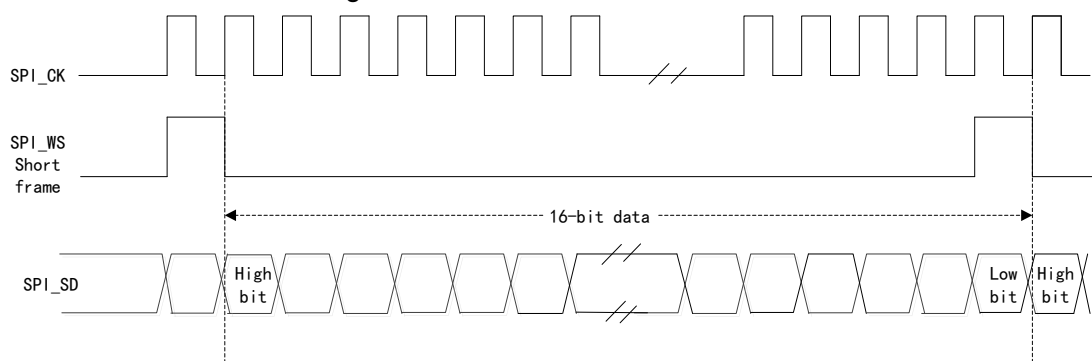 SPI_CK
SPI_WS
Short
frame
16-bit data
SPI_SD
High
bit
Low
bit
High
bit